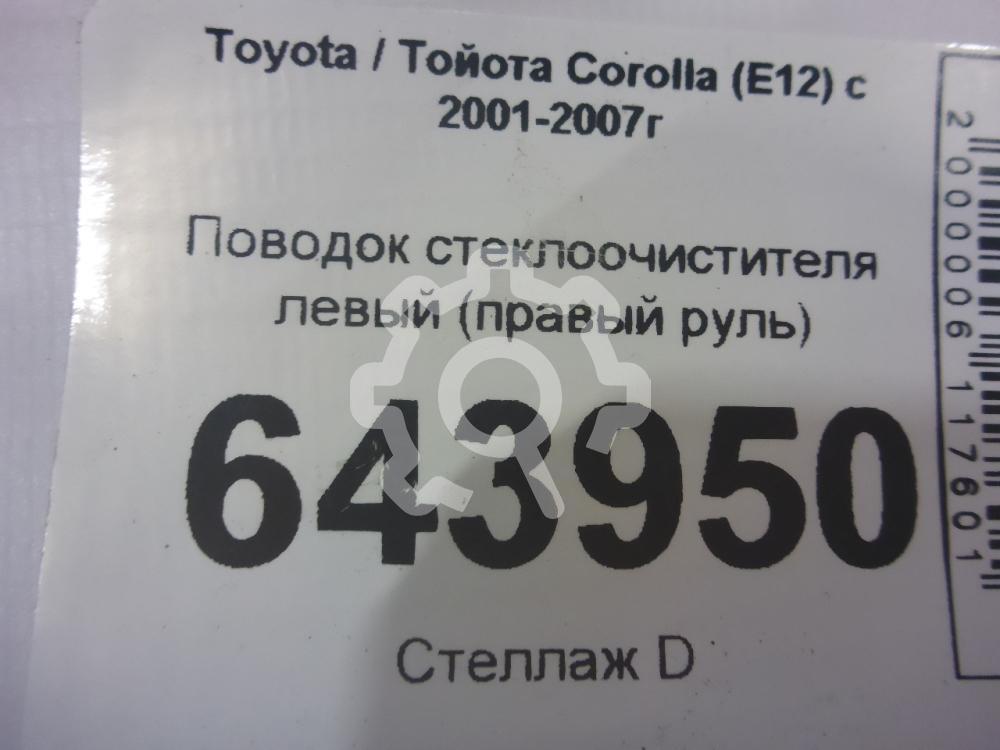 Toyota / Тойота Corolla (E12) с
2001-2007г
Поводок стеклоочистителя
левый (правый руль)
643950
Стеллаж D
2000006117601